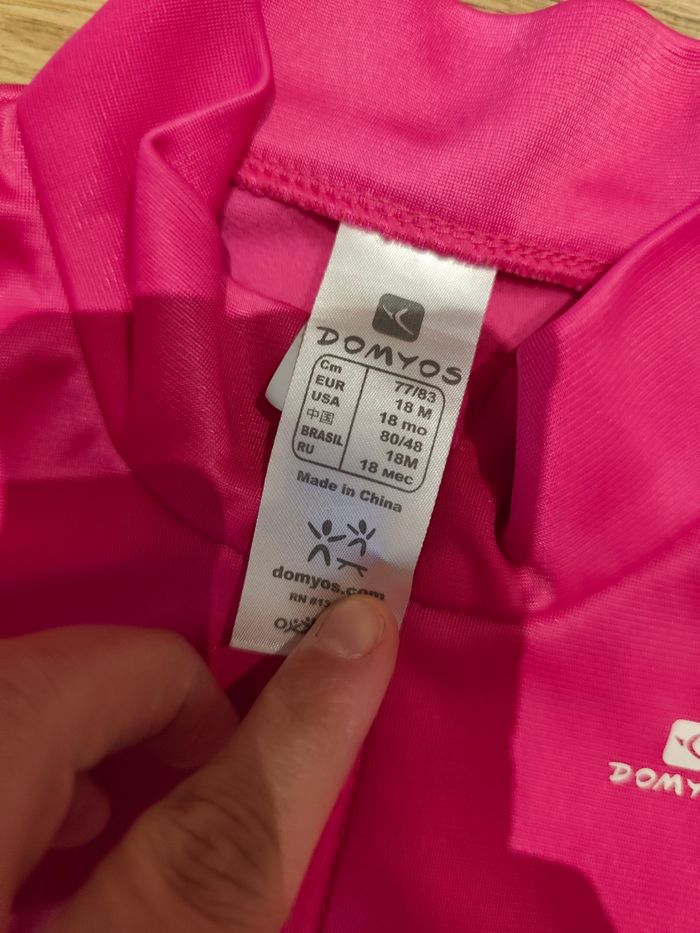 DOMYOS
Cm 77/83
EUR 18 M
USA 18 mo
中国 80/48
BRASIL 18M
RU 18 мес
Made in China
domyos.com
RN #
DOMY